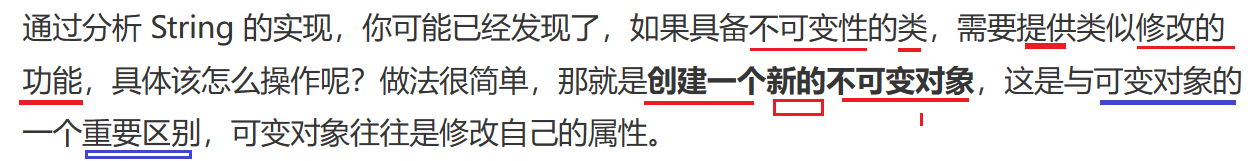 通过分析 String 的实现，你可能已经发现了，如果具备不可变性的类，需要提供类似修改的
功能，具体该怎么操作呢？做法很简单，那就是创建一个新的不可变对象，这是与可变对象的
一个重要区别，可变对象往往是修改自己的属性。